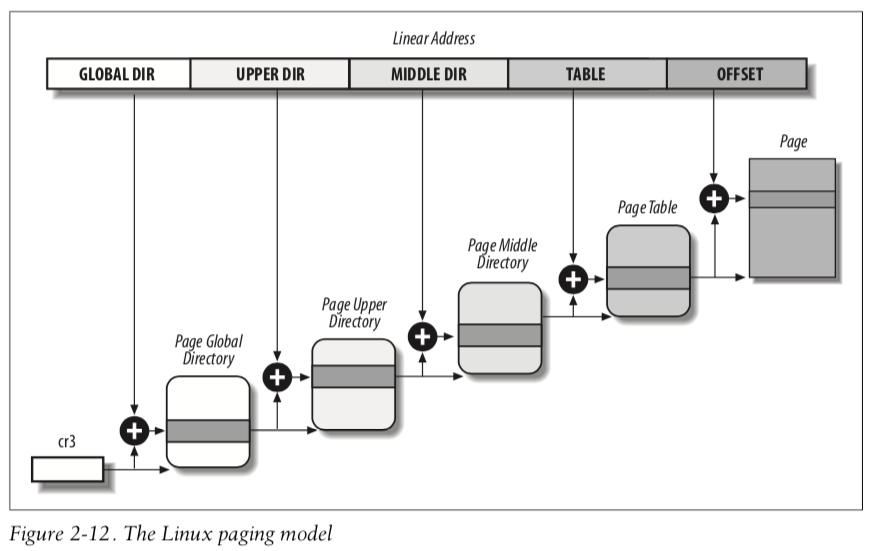 Linear Address
GLOBAL DIR
UPPER DIR
MIDDLE DIR
TABLE
OFFSET
Page
Page Table
Page Middle
Directory
Page Upper
Directory
Page Global
Directory
cr3
Figure 2-12. The Linux paging model